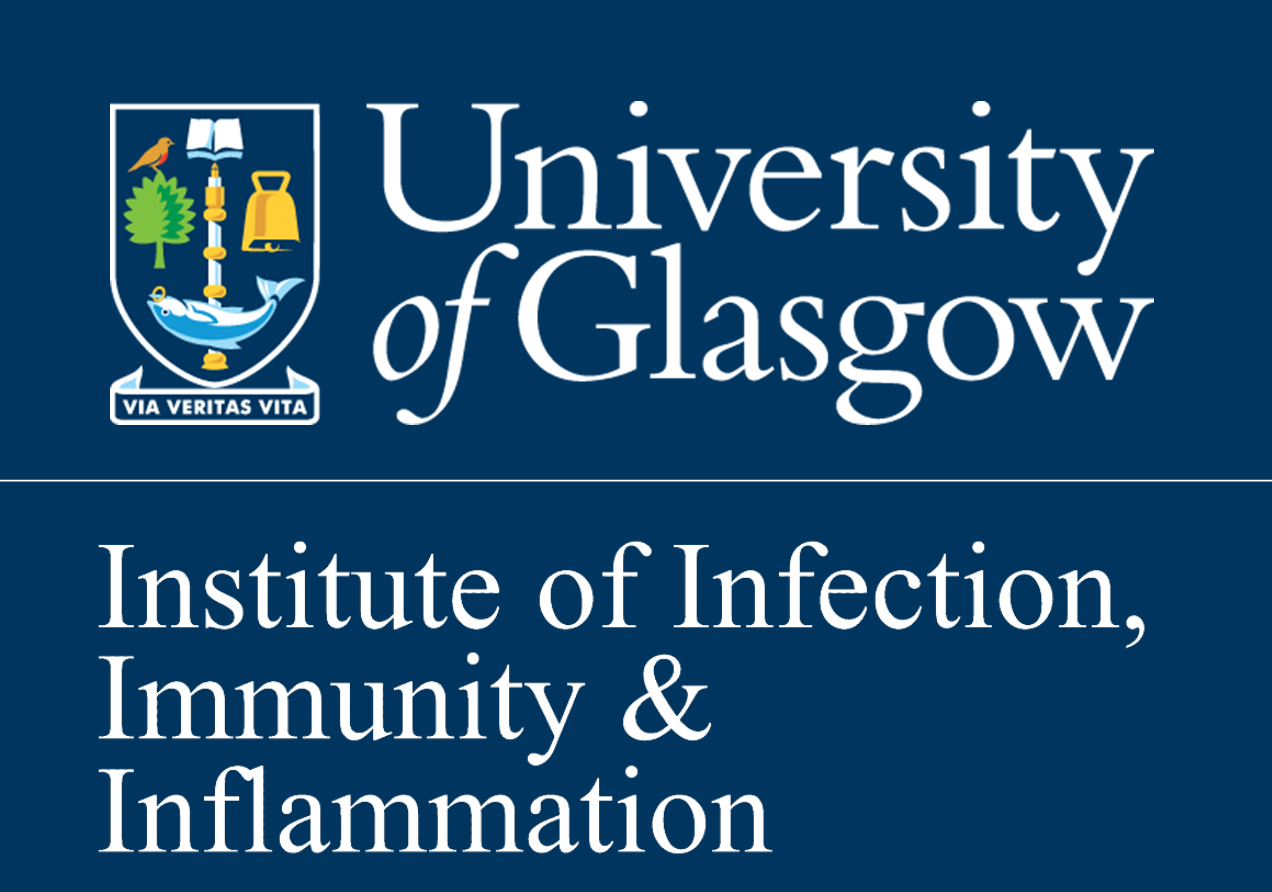 University
of Glasgow
VIA VERITAS VITA
Institute of Infection,
Immunity &
Inflammation